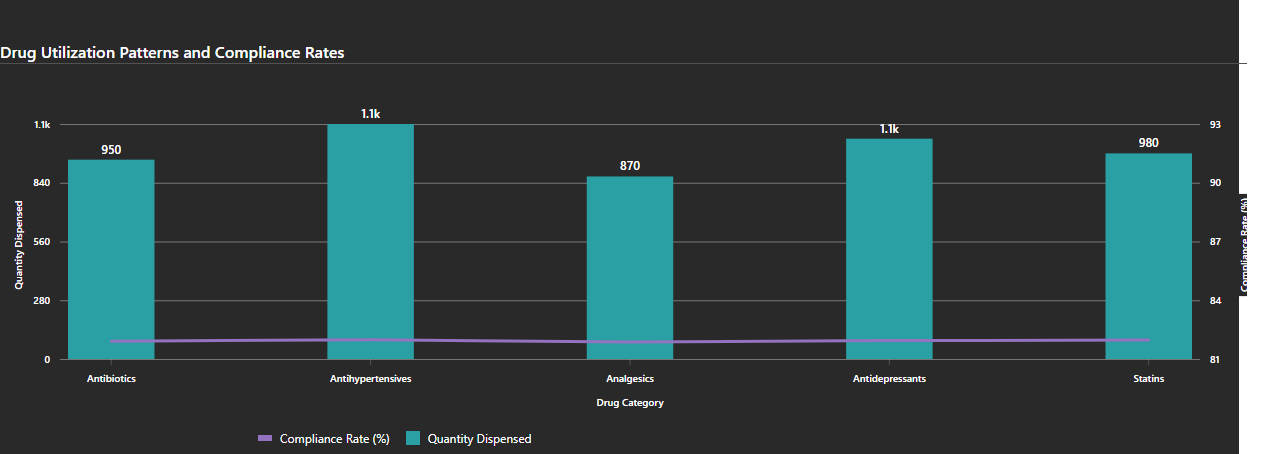 Drug Utilization Patterns and Compliance Rates
1.1k
950
1.1k
870
980
1.1k
840
560
280
0
93
90
87
84
81
Quantity Dispensed
Compliance Rate (%)
Antibiotics
Antihypertensives
Analgesics
Antidepressants
Statins
Drug Category
Compliance Rate (%)
Quantity Dispensed